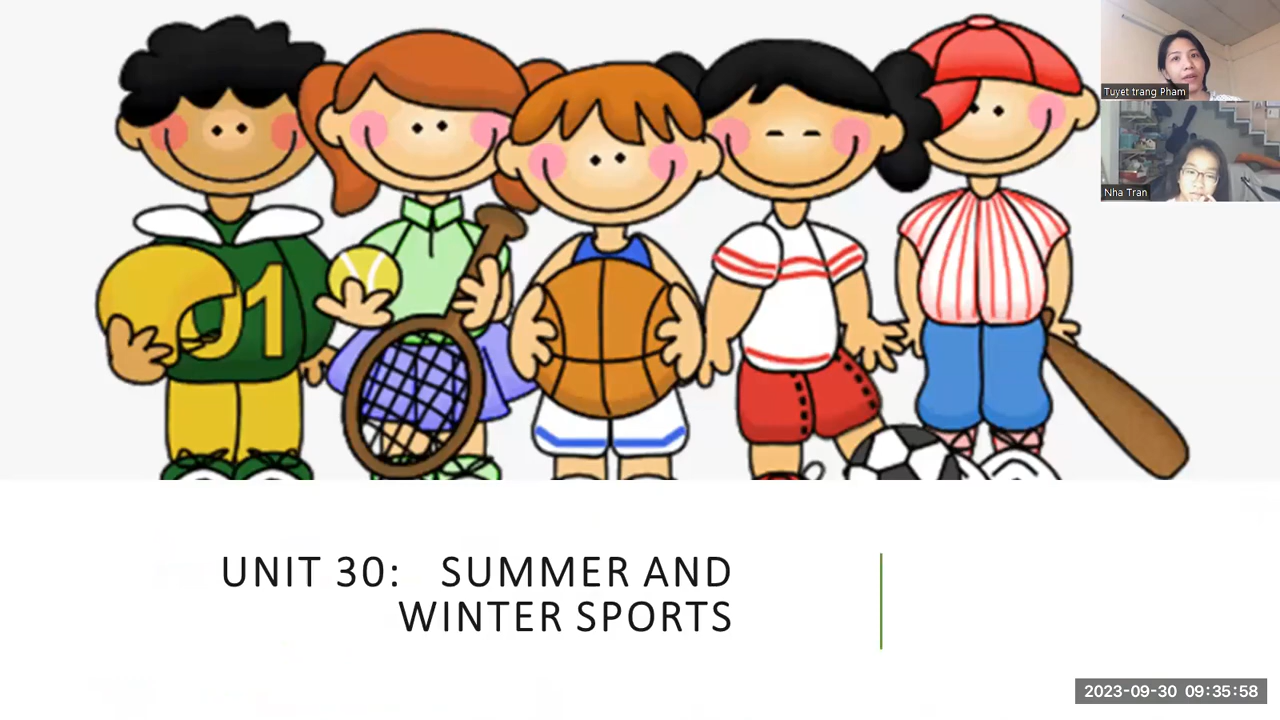 Tuyet trang Pham
Nha Tran
01
UNIT 30: SUMMER AND
WINTER SPORTS
2023-09-30 09:35:58